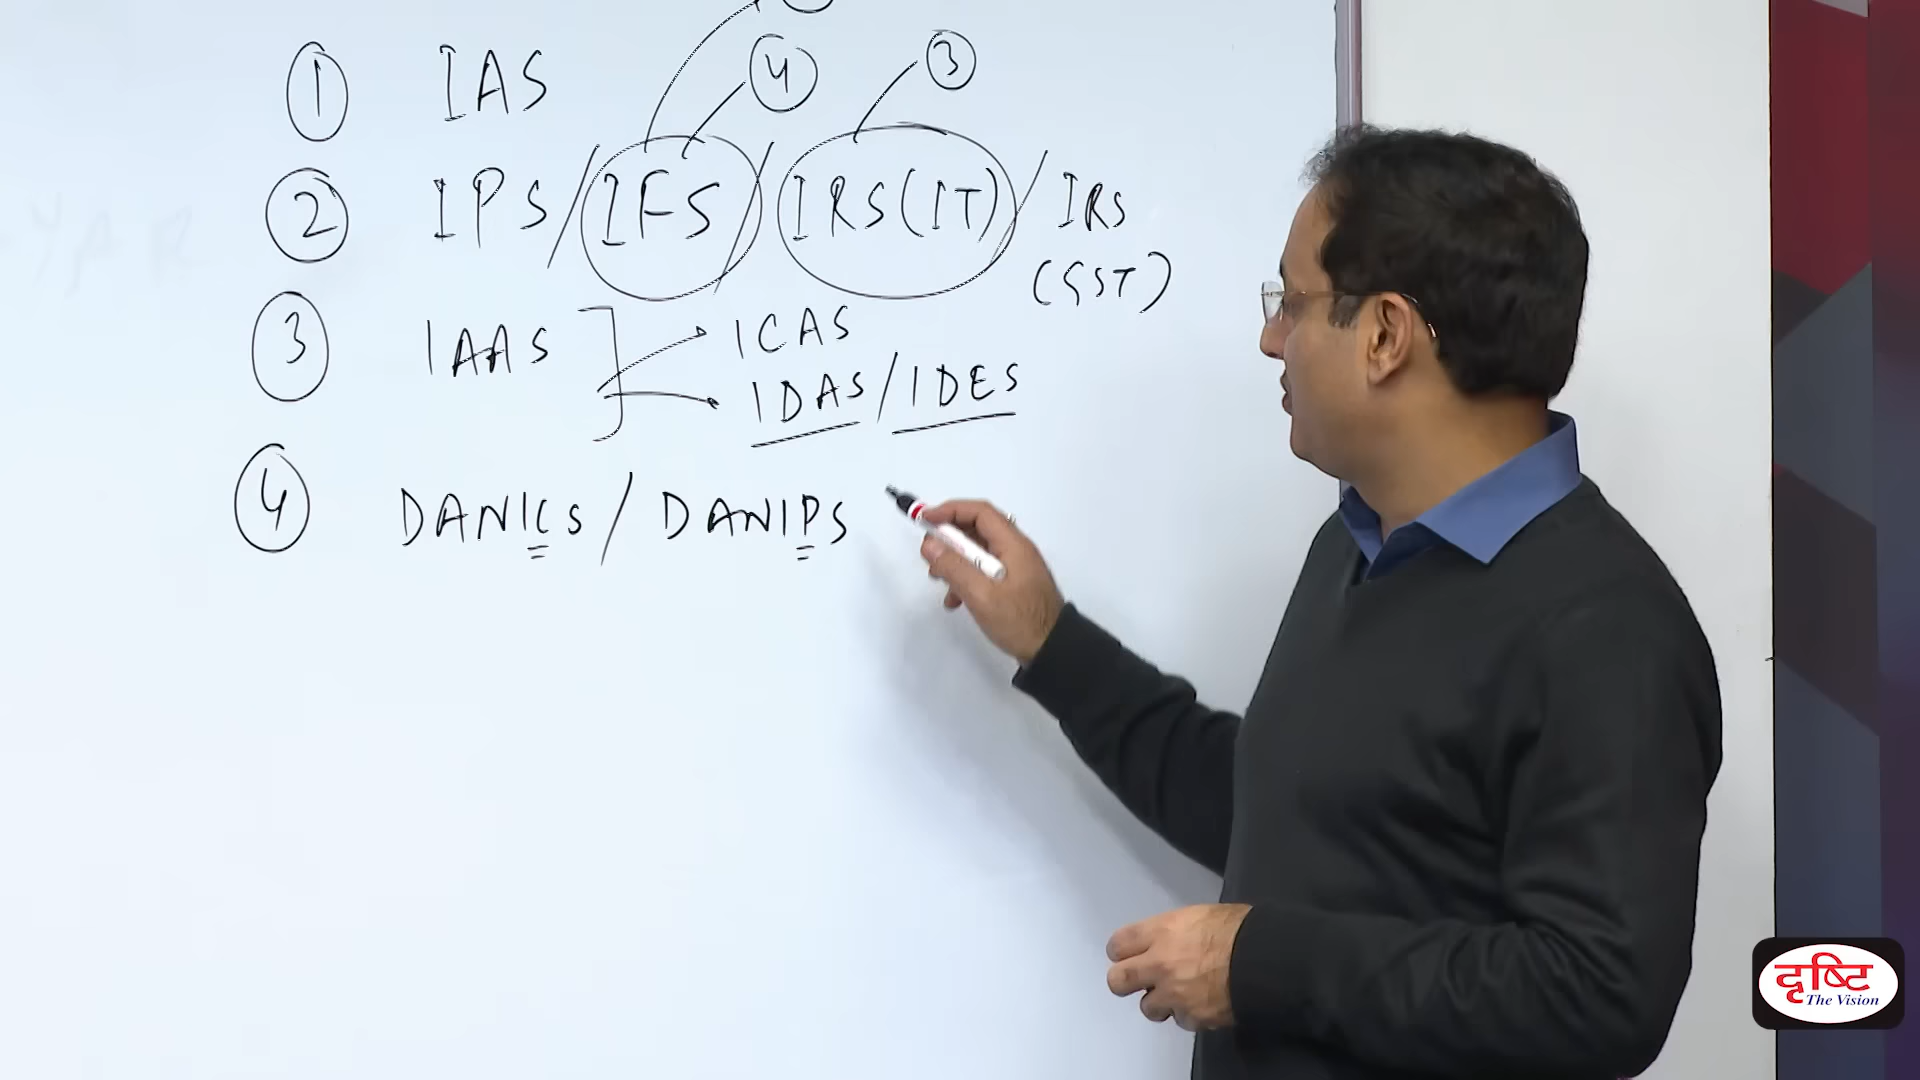 4 3
1 IAS
2 IPS/IFS/IRS(IT)/IRS
(GST)
3 IAAS ICAS
IDAS/IDES
4 DANICS/DANIPS
दृष्टि
The Vision